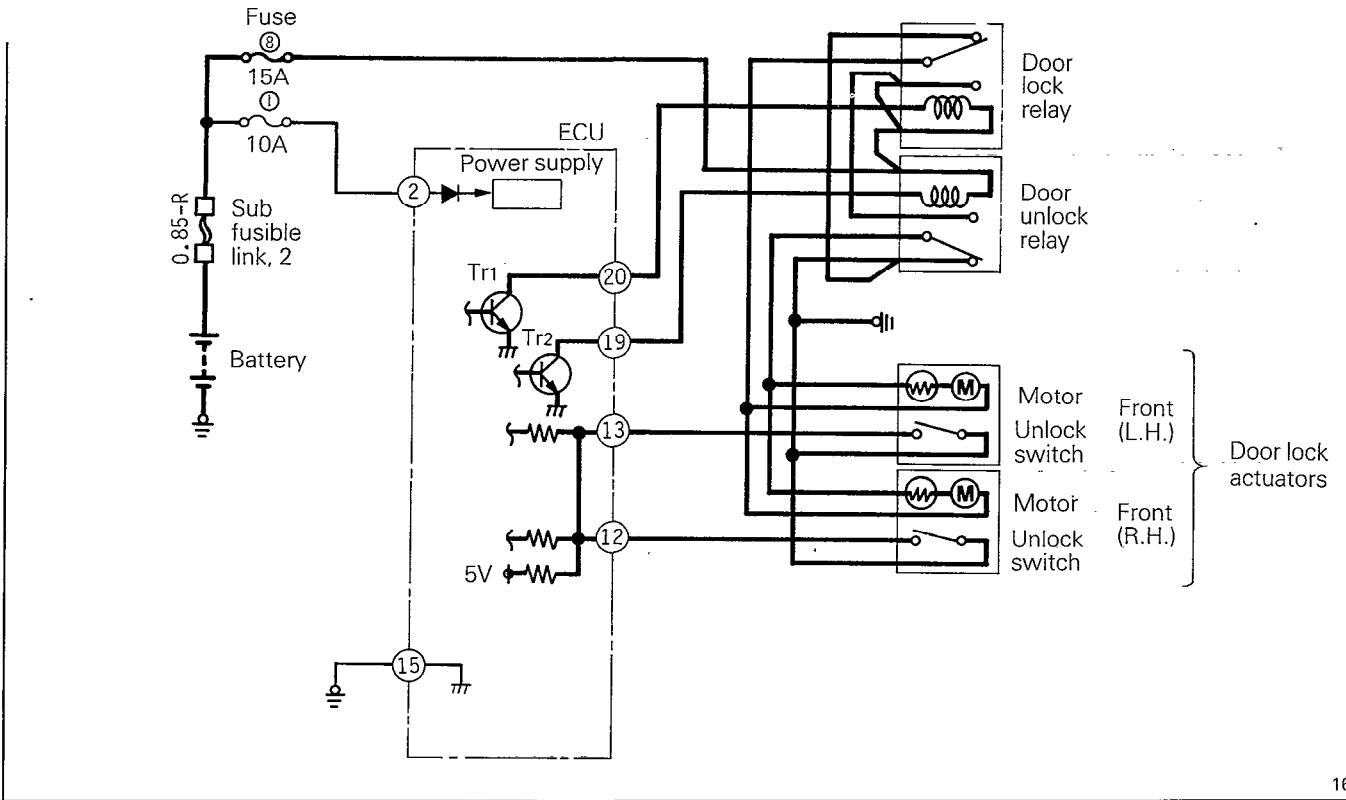 Fuse
8
15A
1
10A
ECU
Power supply
2
0.85-R
Sub
fusible
link, 2
Battery
Tr1
20
Tr2
19
13
12
5V
15
Door
lock
relay
Door
unlock
relay
M
Motor
Unlock
switch
Front
(L.H.)
M
Motor
Unlock
switch
Front
(R.H.)
Door lock
actuators
16